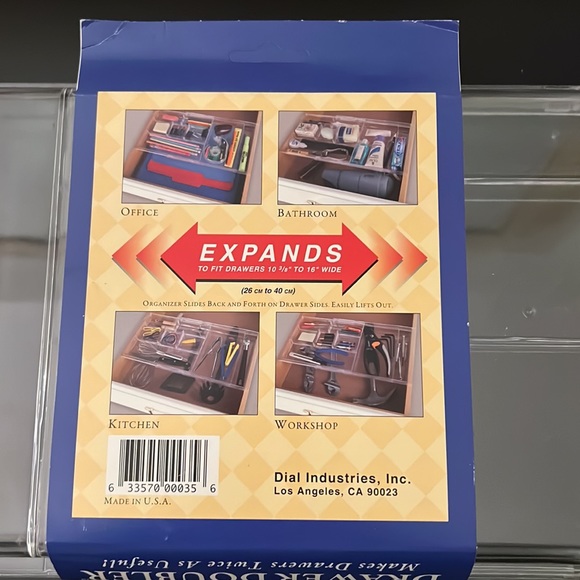 OFFICE
BATHROOM
EXPANDS
TO FIT DRAWERS 10 3/8" TO 16" WIDE
(26 CM to 40 CM)
ORGANIZER SLIDES BACK AND FORTH ON DRAWER SIDES. EASILY LIFTS OUT.
KITCHEN
WORKSHOP
6 33570 00035 6
MADE IN U.S.A.
Dial Industries, Inc.
Los Angeles, CA 90023
Makes Drawers Twice As Useful!
DRAWER DOUBLER